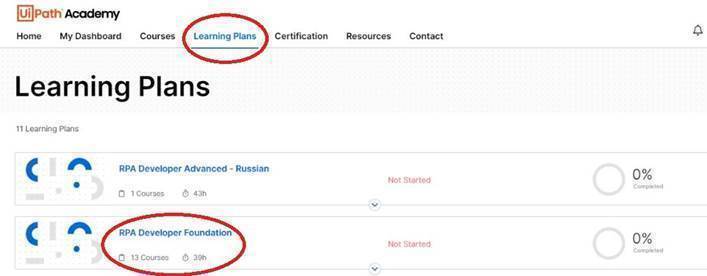 UiPath Academy
Home My Dashboard Courses Learning Plans Certification Resources Contact
Learning Plans
11 Learning Plans
RPA Developer Advanced - Russian
1 Courses 43h
Not Started
0%
Completed
RPA Developer Foundation
13 Courses 39h
Not Started
0%
Completed